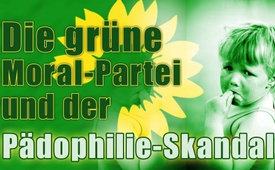 Die grüne
Moral-Partei
und der
Pädophilie-Skandal